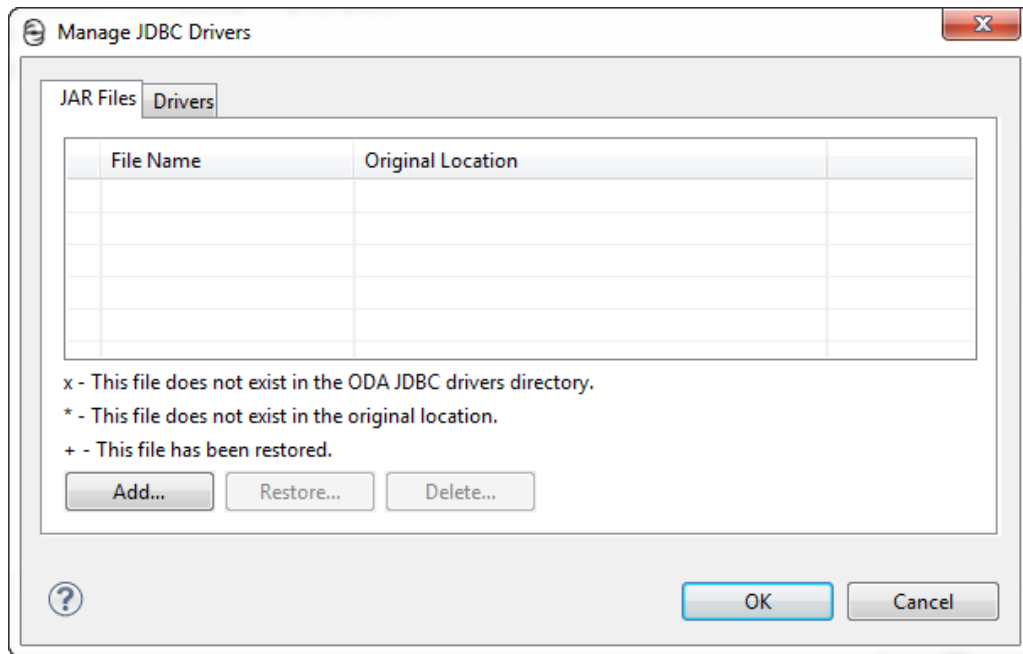 Manage JDBC Drivers
x
JAR Files Drivers
File Name Original Location
x - This file does not exist in the ODA JDBC drivers directory.
* - This file does not exist in the original location.
+ - This file has been restored.
Add... Restore... Delete...
? OK Cancel